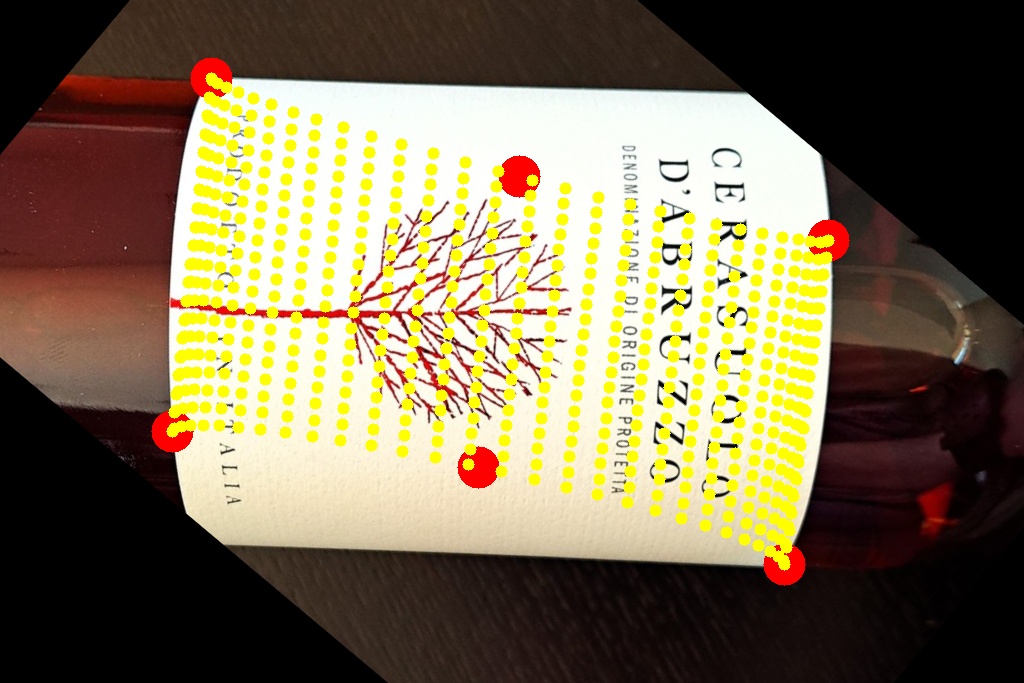 CERASUOLO
D'ABRUZZO
DENOMINAZIONE DI ORIGINE PROTETTA
PRODOTTO IN ITALIA